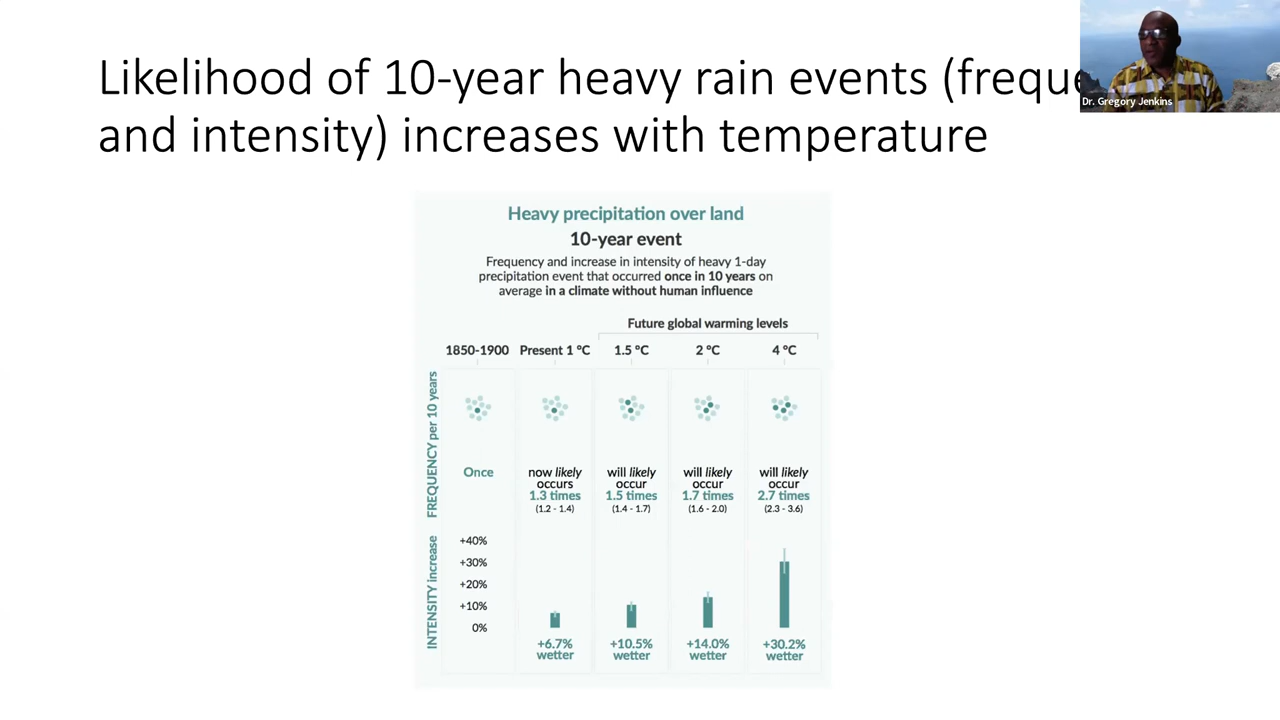 Likelihood of 10-year heavy rain events (freque
and intensity) increases with temperature
Dr. Gregory Jenkins
Heavy precipitation over land
10-year event
Frequency and increase in intensity of heavy 1-day
precipitation event that occurred once in 10 years on
average in a climate without human influence
Future global warming levels
1850-1900 Present 1 °C 1.5 °C 2 °C 4 °C
FREQUENCY per 10 years
Once
now likely occurs 1.3 times (1.2 - 1.4)
will likely occur 1.5 times (1.4 - 1.7)
will likely occur 1.7 times (1.6 - 2.0)
will likely occur 2.7 times (2.3 - 3.6)
INTENSITY increase
+40%
+30%
+20%
+10%
0%
+6.7% wetter
+10.5% wetter
+14.0% wetter
+30.2% wetter